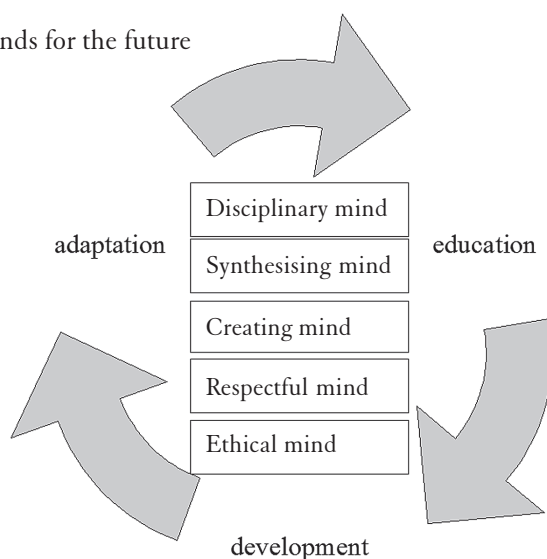 nds for the future
Disciplinary mind
adaptation
education
Synthesising mind
Creating mind
Respectful mind
Ethical mind
development